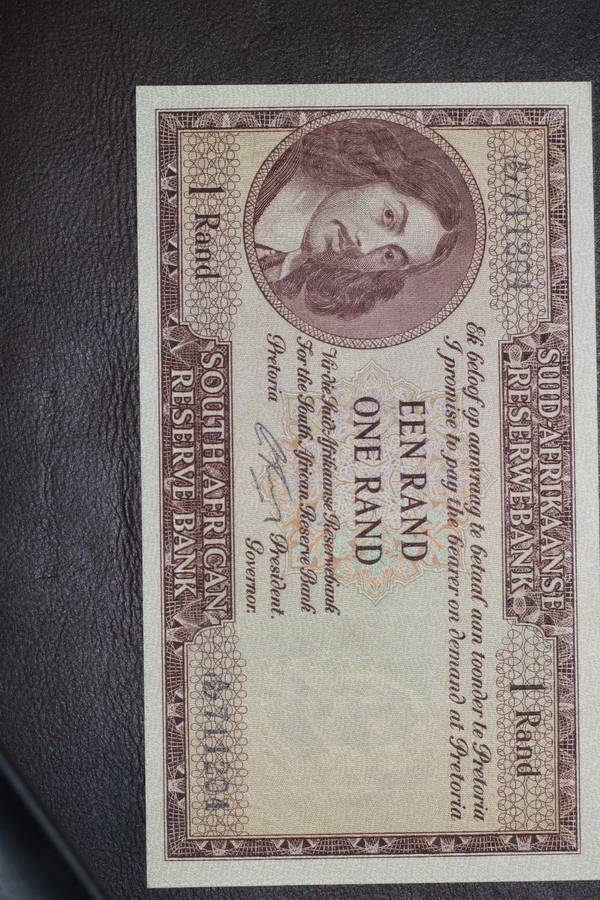 SUID-AFRIKAANSE
RESERWEBANK
1 Rand
Ek beloof op aanvrag te betaal aan toonder te Pretoria
I promise to pay the bearer on demand at Pretoria
EEN RAND
ONE RAND
Vir die Suid-Afrikaanse Reserwebank
For the South African Reserve Bank
Pretoria
President.
Governor.
1 Rand
SOUTH AFRICAN
RESERVE BANK